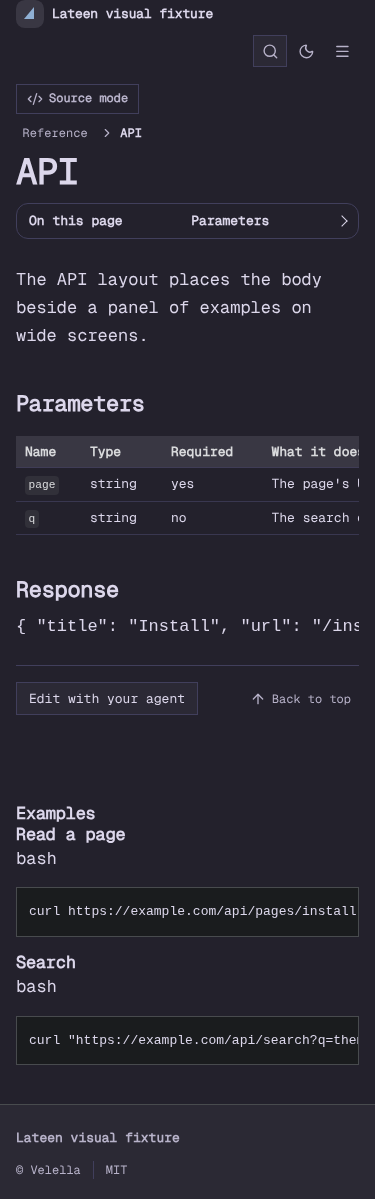 Lateen visual fixture
Source mode
Reference > API
API
On this page Parameters
The API layout places the body
beside a panel of examples on
wide screens.
Parameters
Name Type Required What it does
page string yes The page's
q string no The search
Response
{ "title": "Install", "url": "/ins
Edit with your agent Back to top
Examples
Read a page
bash
curl https://example.com/api/pages/install
Search
bash
curl "https://example.com/api/search?q=ther
Lateen visual fixture
© Velella MIT